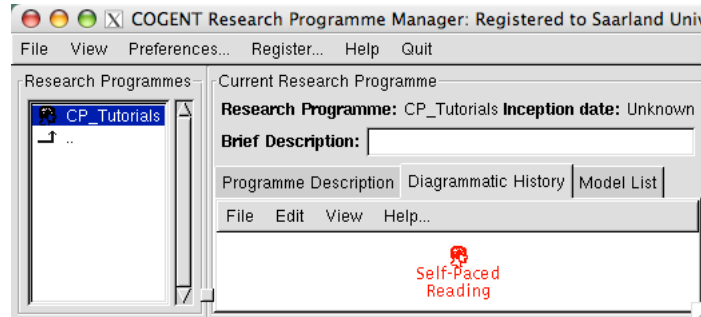 COGENT Research Programme Manager: Registered to Saarland Univ
File View Preferences... Register... Help Quit
Research Programmes
CP_Tutorials
..
Current Research Programme
Research Programme: CP_Tutorials Inception date: Unknown
Brief Description:
Programme Description Diagrammatic History Model List
File Edit View Help...
Self-Paced
Reading